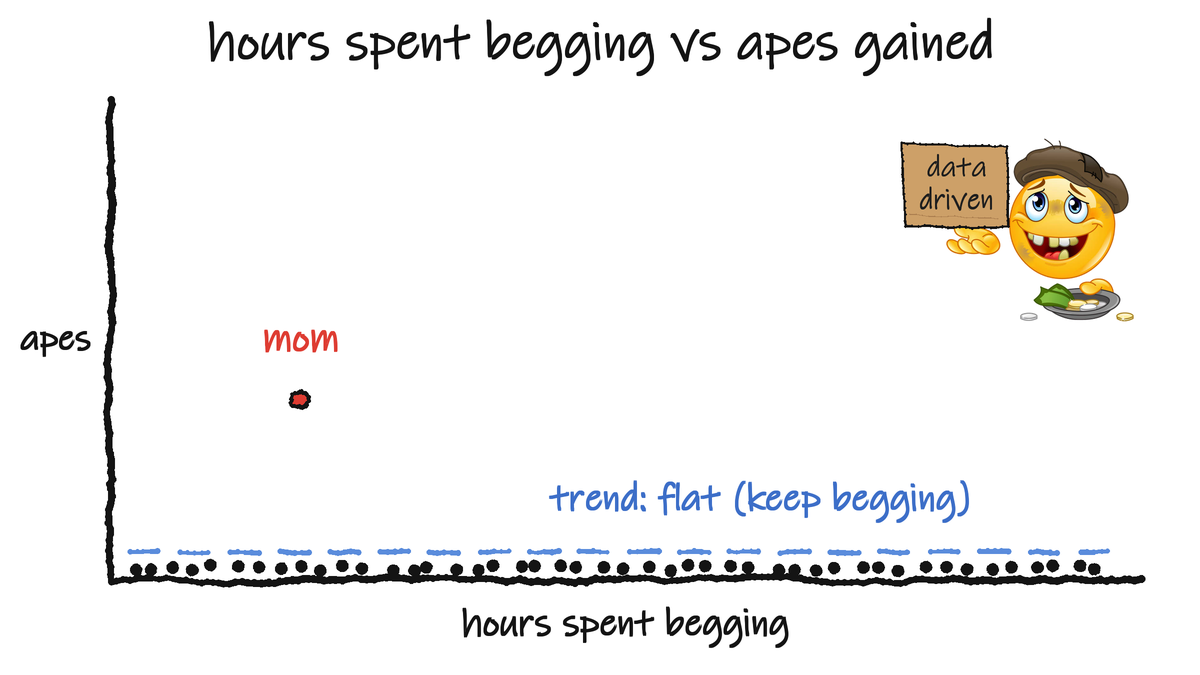 hours spent begging vs apes gained
data
driven
apes
mom
trend: flat (keep begging)
hours spent begging